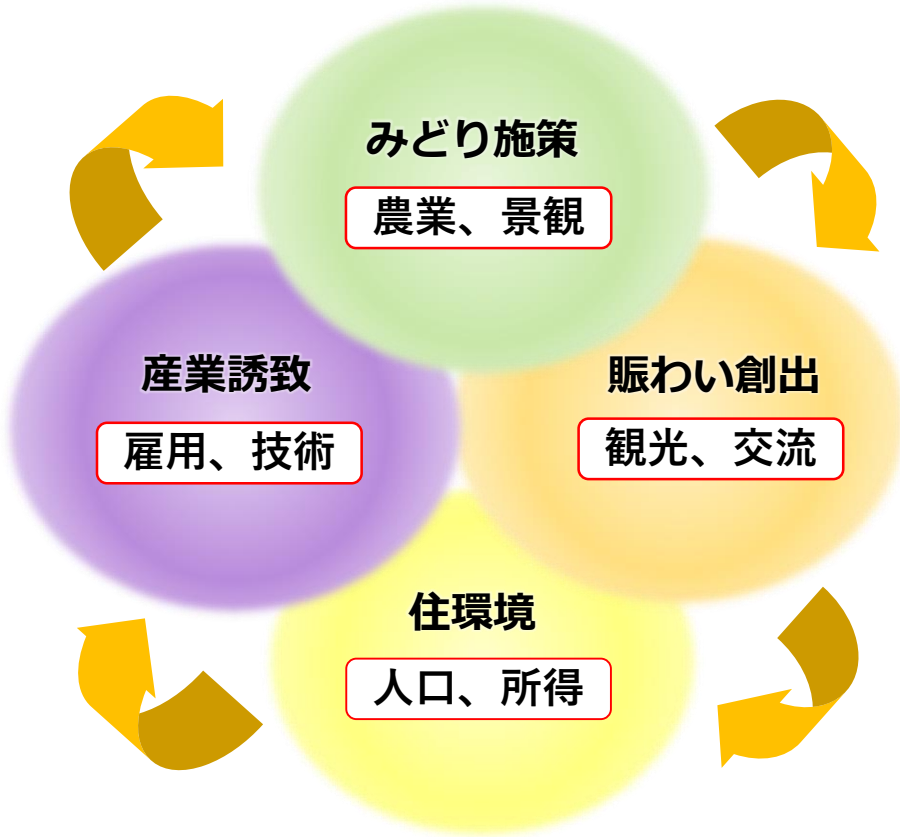 みどり施策
農業、景観
産業誘致
雇用、技術
賑わい創出
観光、交流
住環境
人口、所得